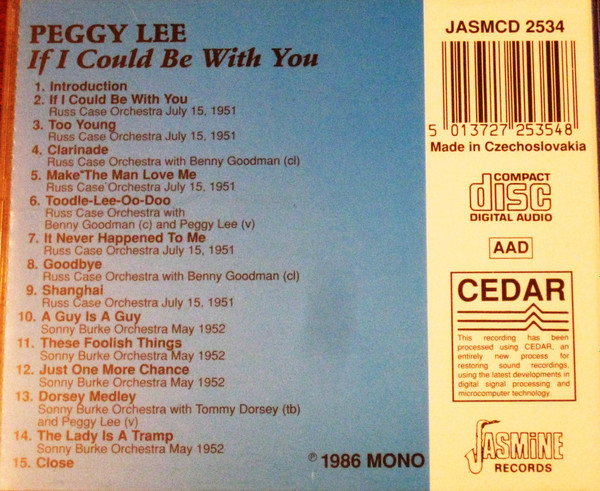 PEGGY LEE
If I Could Be With You
1. Introduction
2. If I Could Be With You
Russ Case Orchestra July 15, 1951
3. Too Young
Russ Case Orchestra July 15, 1951
4. Clarinade
Russ Case Orchestra with Benny Goodman (cl)
5. Make The Man Love Me
Russ Case Orchestra July 15, 1951
6. Toodle-Lee-Oo-Doo
Russ Case Orchestra with
Benny Goodman (c) and Peggy Lee (v)
7. It Never Happened To Me
Russ Case Orchestra July 15, 1951
8. Goodbye
Russ Case Orchestra with Benny Goodman (cl)
9. Shanghai
Russ Case Orchestra July 15, 1951
10. A Guy Is A Guy
Sonny Burke Orchestra May 1952
11. These Foolish Things
Sonny Burke Orchestra May 1952
12. Just One More Chance
Sonny Burke Orchestra May 1952
13. Dorsey Medley
Sonny Burke Orchestra with Tommy Dorsey (tb)
and Peggy Lee (v)
14. The Lady Is A Tramp
Sonny Burke Orchestra May 1952
15. Close
℗ 1986 MONO
JASMCD 2534
5 013727 253548
Made in Czechoslovakia
COMPACT
disc
DIGITAL AUDIO
AAD
CEDAR
This recording has been
processed using CEDAR, an
entirely new process for
restoring sound recordings,
using the latest developments in
digital signal processing and
microcomputer technology.
JASMINE
RECORDS